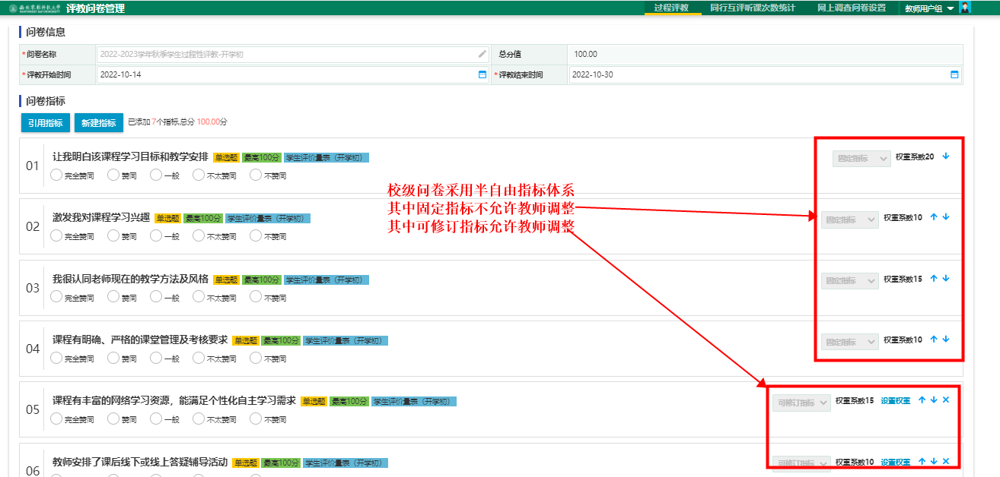 西北农林科技大学 评教问卷管理 过程评教 同行互评听课次数统计 网上调查问卷设置 教师用户组
NORTHWEST A&F UNIVERSITY
问卷信息
*问卷名称 2022-2023学年秋季学生过程性评教-开学初 总分值 100.00
*评教开始时间 2022-10-14 *评教结束时间 2022-10-30
问卷指标
引用指标 新建指标 已添加7个指标,总分 100.00分
01 让我明白该课程学习目标和教学安排 单选题 最高100分 学生评价量表（开学初） 固定指标 权重系数20
完全赞同 赞同 一般 不太赞同 不赞同
校级问卷采用半自由指标体系
其中固定指标不允许教师调整
其中可修订指标允许教师调整
02 激发我对课程学习兴趣 单选题 最高100分 学生评价量表（开学初） 固定指标 权重系数10
完全赞同 赞同 一般 不太赞同 不赞同
03 我很认同老师现在的教学方法及风格 单选题 最高100分 学生评价量表（开学初） 固定指标 权重系数15
完全赞同 赞同 一般 不太赞同 不赞同
04 课程有明确、严格的课堂管理及考核要求 单选题 最高100分 学生评价量表（开学初） 固定指标 权重系数10
完全赞同 赞同 一般 不太赞同 不赞同
05 课程有丰富的网络学习资源，能满足个性化自主学习需求 单选题 最高100分 学生评价量表（开学初） 可修订指标 权重系数15 设置权重
完全赞同 赞同 一般 不太赞同 不赞同
06 教师安排了课后线下或线上答疑辅导活动 单选题 最高100分 学生评价量表（开学初） 可修订指标 权重系数10 设置权重